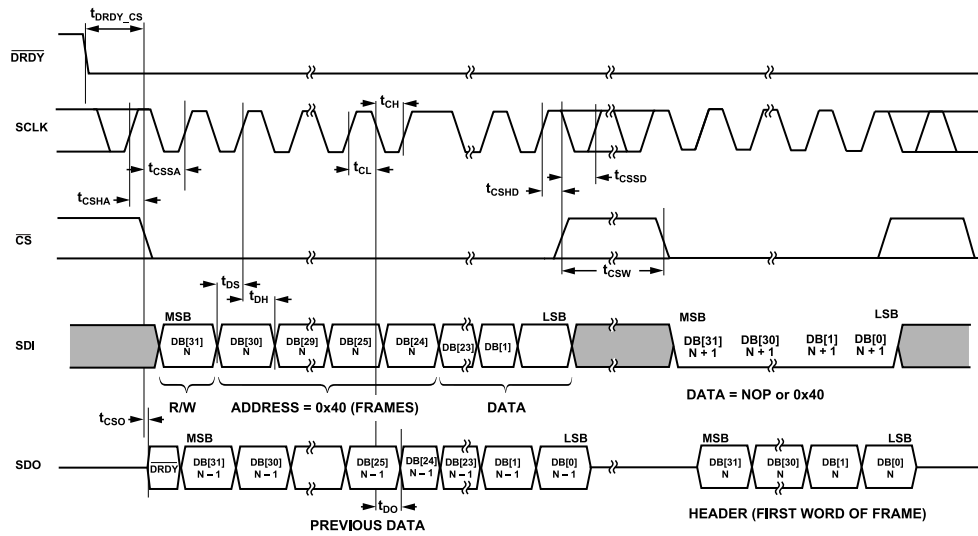 tDRDY_CS
DRDY
SCLK
tCH
tCSSA
tCL
tCSHD
tCSSD
tCSHA
CS
tCSW
tDS
tDH
SDI
MSB
DB[31] N
DB[30] N
DB[29] N
DB[25] N
DB[24] N
DB[23]
DB[1]
LSB
MSB
DB[31] N + 1
DB[30] N + 1
DB[1] N + 1
DB[0] N + 1
LSB
R/W
ADDRESS = 0x40 (FRAMES)
DATA
DATA = NOP or 0x40
tCSO
SDO
DRDY
MSB
DB[31] N – 1
DB[30] N – 1
DB[25] N – 1
DB[24] N – 1
DB[23] N – 1
DB[1] N – 1
DB[0] N – 1
LSB
MSB
DB[31] N
DB[30] N
DB[1] N
DB[0] N
LSB
tDO
PREVIOUS DATA
HEADER (FIRST WORD OF FRAME)